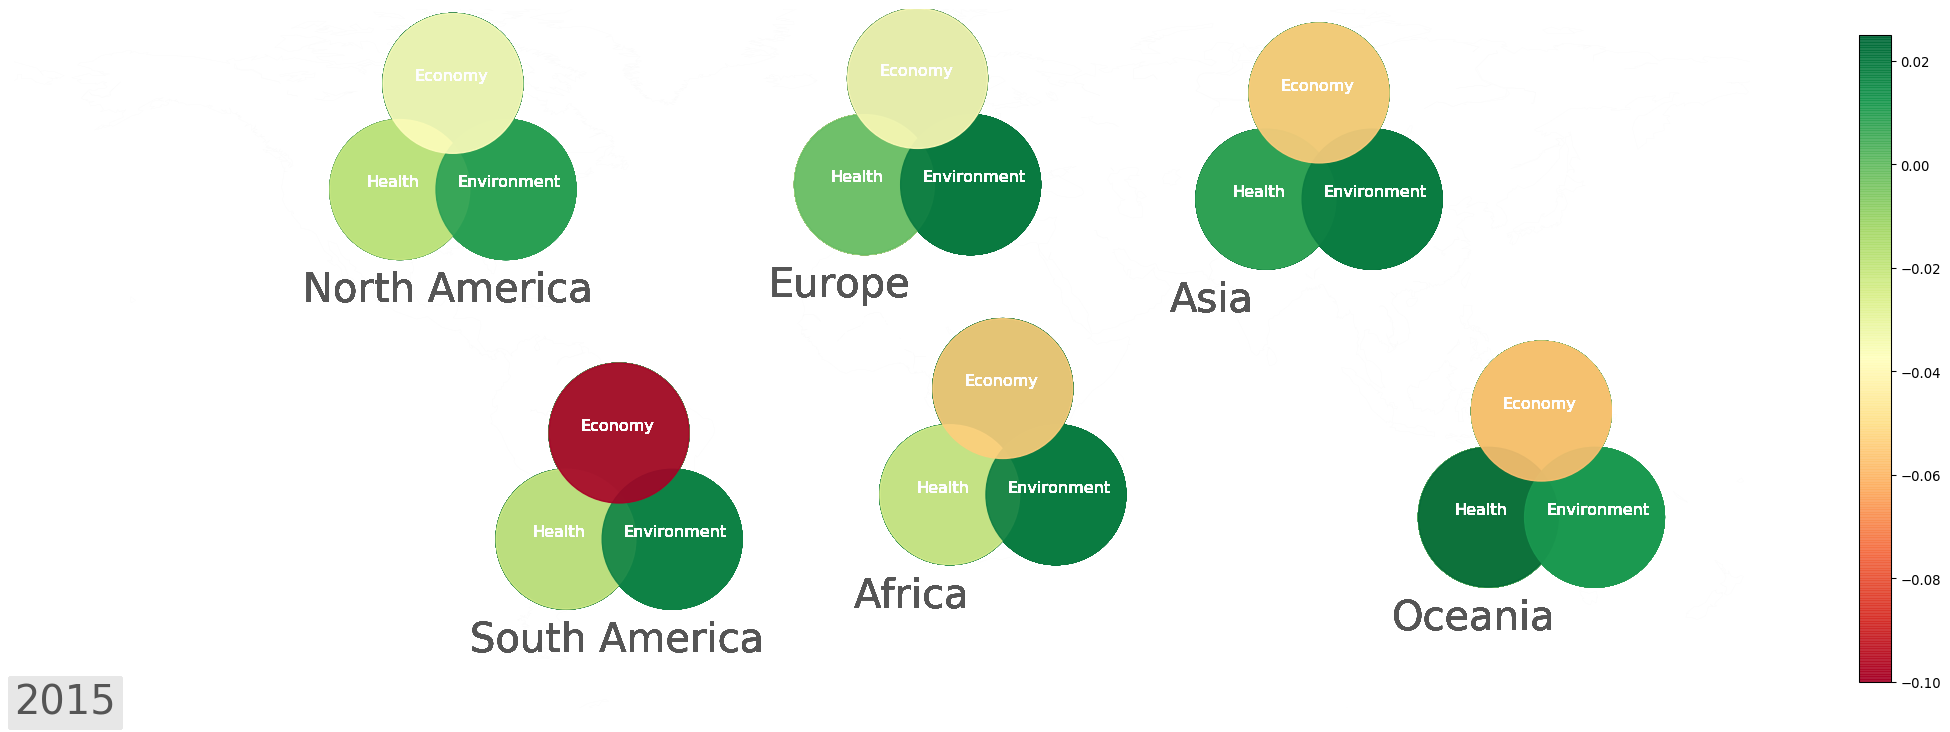 Economy
Health
Environment
North America
Economy
Health
Environment
Europe
Economy
Health
Environment
Asia
Economy
Health
Environment
South America
Economy
Health
Environment
Africa
Economy
Health
Environment
Oceania
2015
0.02
0.00
−0.02
−0.04
−0.06
−0.08
−0.10